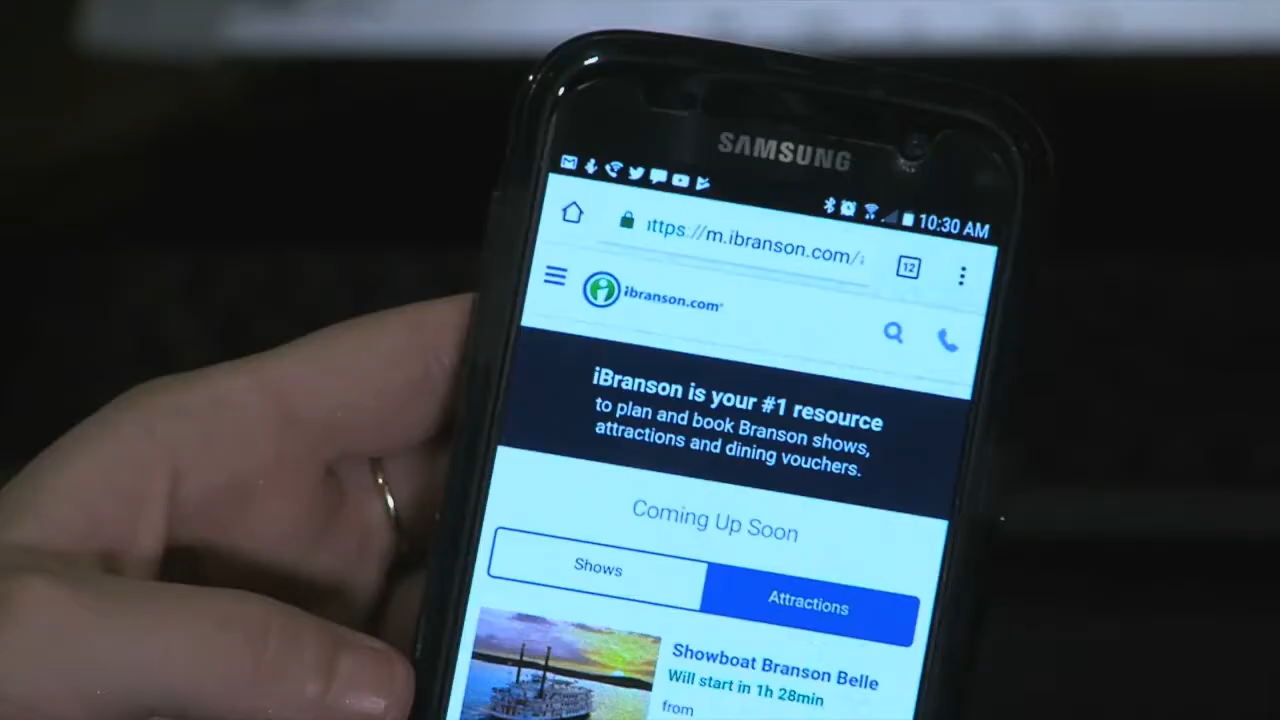 SAMSUNG
10:30 AM
ttps://m.ibranson.com/
12
ibranson.com
iBranson is your #1 resource
to plan and book Branson shows,
attractions and dining vouchers.
Coming Up Soon
Shows
Attractions
Showboat Branson Belle
Will start in 1h 28min
from